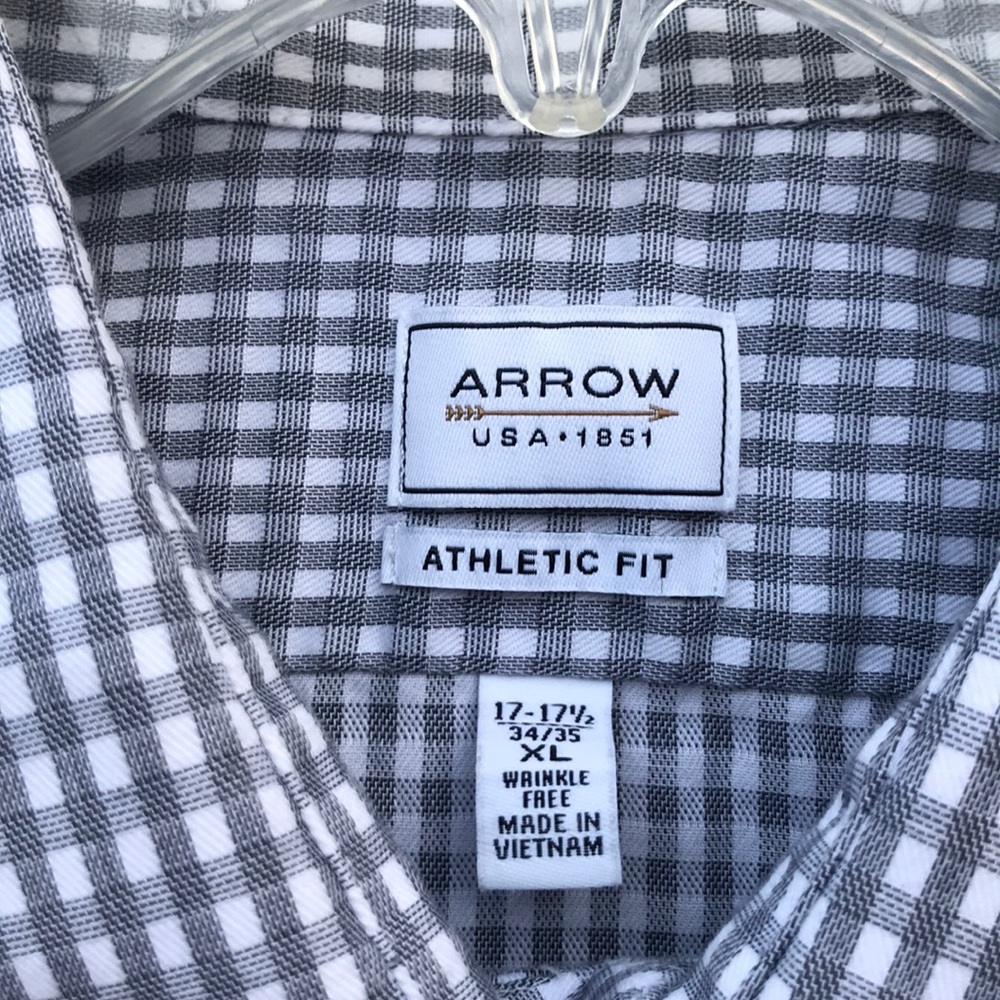 ARROW
USA•1851
ATHLETIC FIT
17-17½
34/35
XL
WRINKLE
FREE
MADE IN
VIETNAM